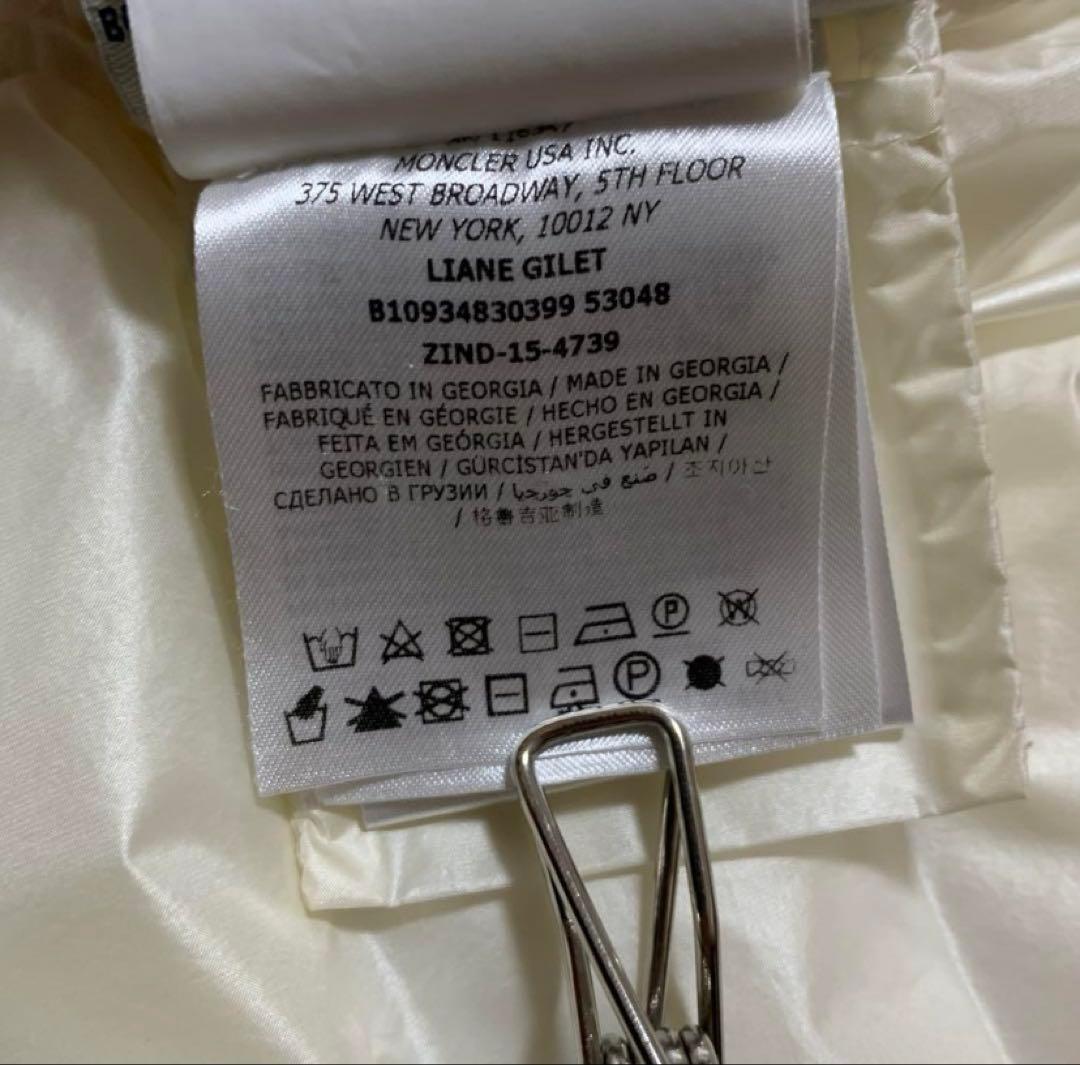 MONCLER USA INC.
375 WEST BROADWAY, 5TH FLOOR
NEW YORK, 10012 NY
LIANE GILET
B10934830399 53048
ZIND-15-4739
FABBRICATO IN GEORGIA / MADE IN GEORGIA /
FABRIQUÉ EN GÉORGIE / HECHO EN GEORGIA /
FEITA EM GEÓRGIA / HERGESTELLT IN
GEORGIEN / GÜRCİSTAN'DA YAPILAN /
СДЕЛАНО В ГРУЗИИ / صنع في جورجيا / 조지아산
/ 格鲁吉亚制造
P W
P